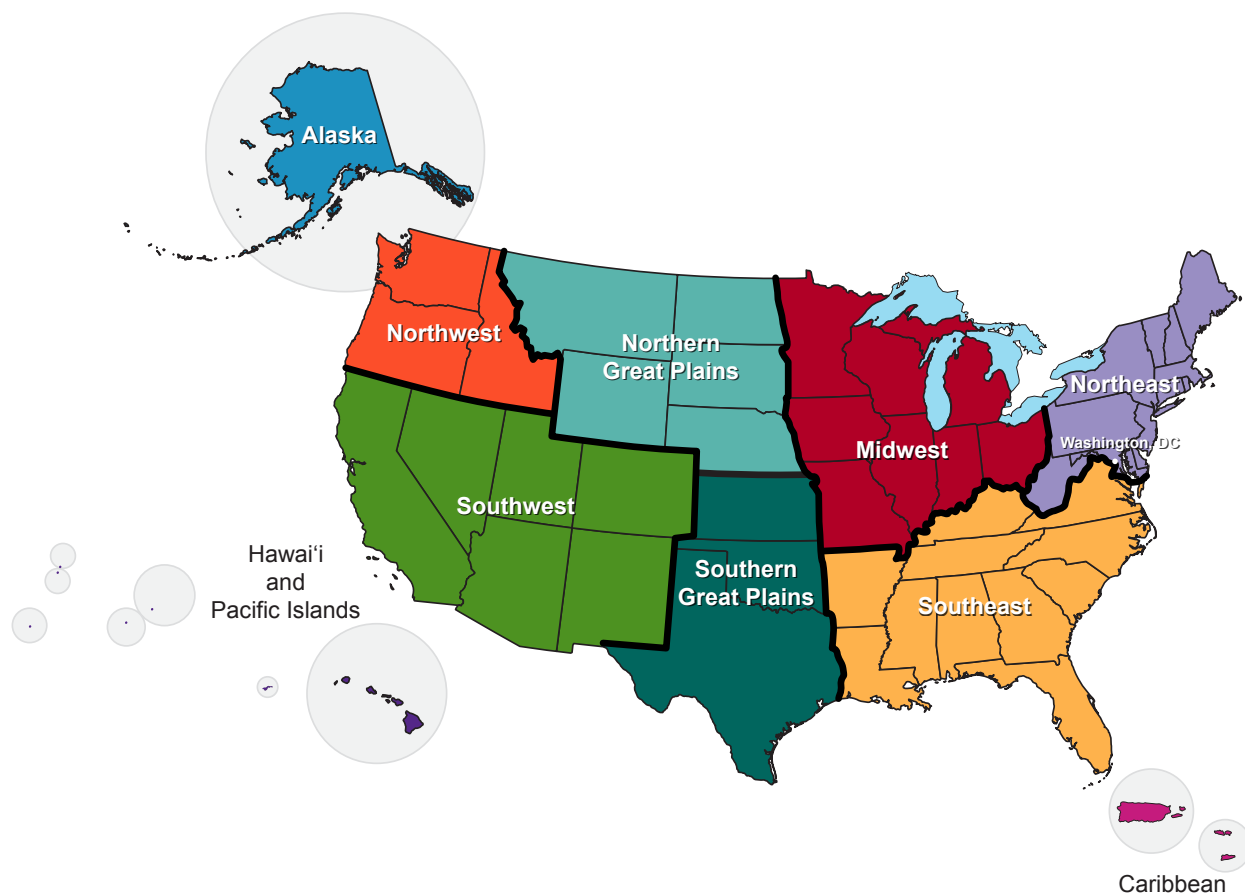 Alaska
Northwest
Northern
Great Plains
Northeast
Washington, DC
Midwest
Southwest
Hawai‘i
and
Pacific Islands
Southern
Great Plains
Southeast
Caribbean